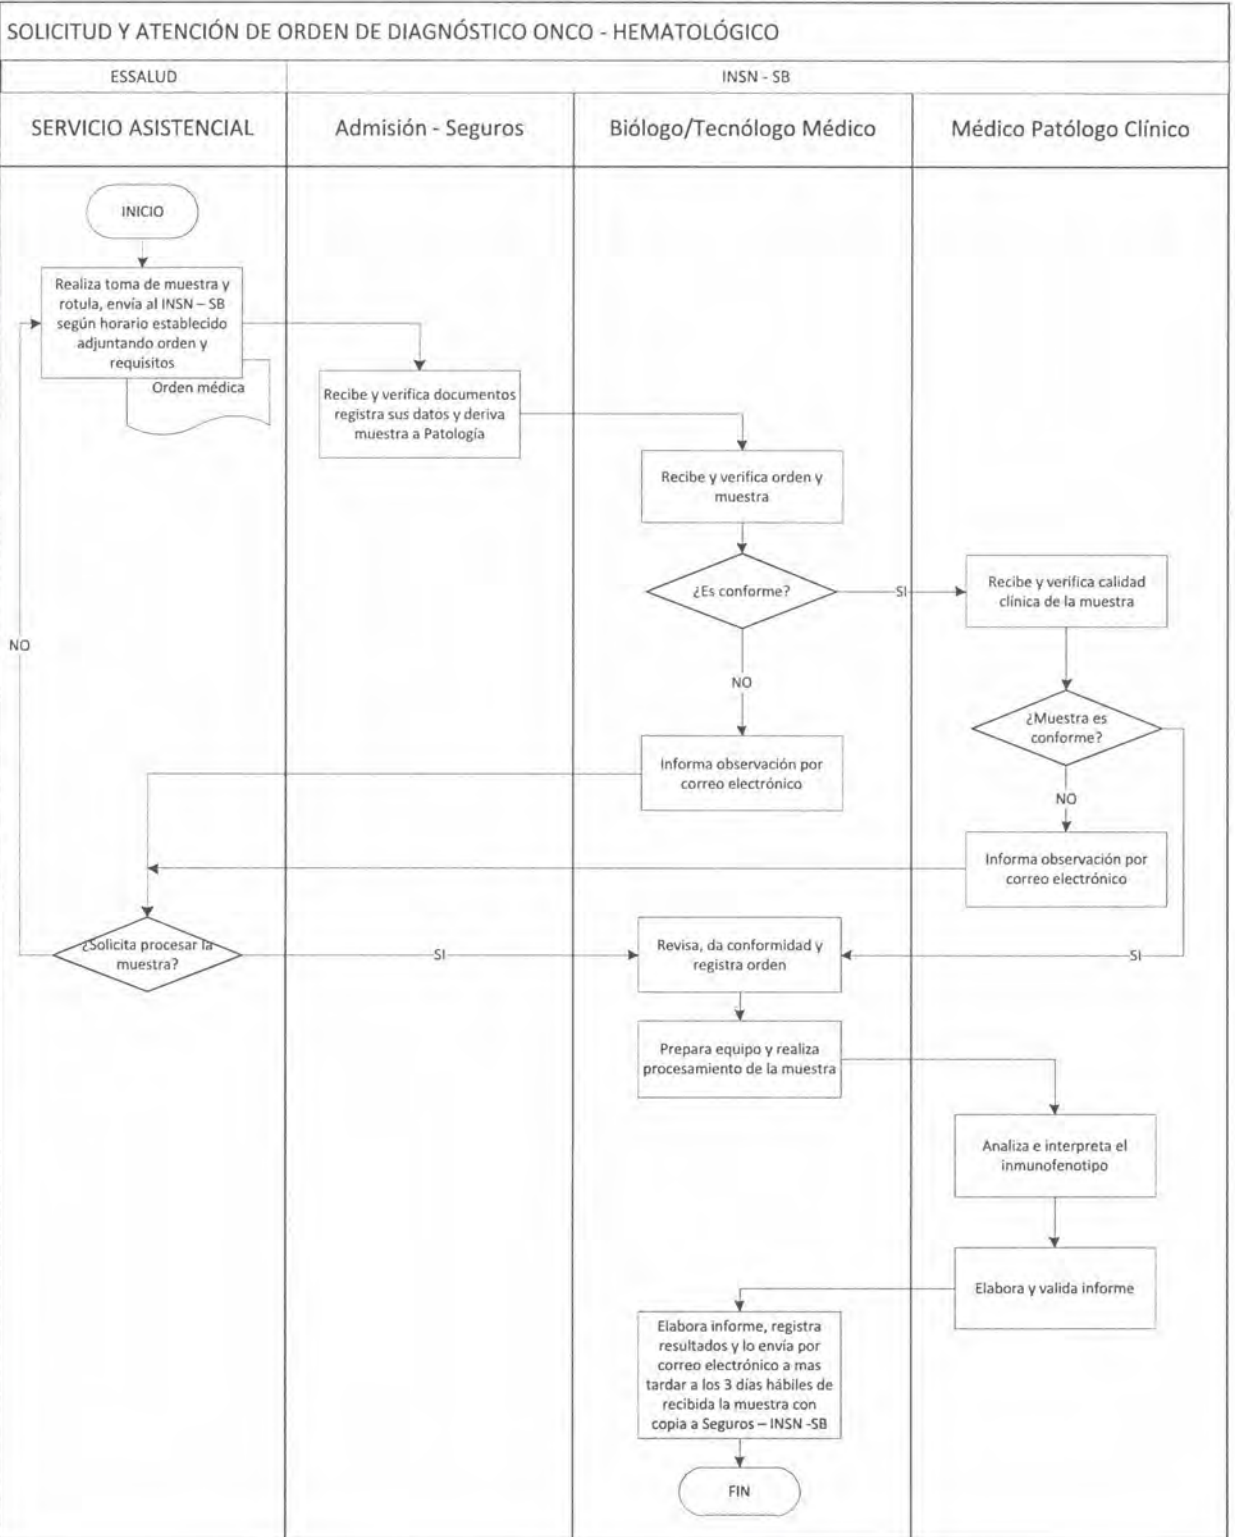 SOLICITUD Y ATENCIÓN DE ORDEN DE DIAGNÓSTICO ONCO - HEMATOLÓGICO
ESSALUD
INSN - SB
SERVICIO ASISTENCIAL
Admisión - Seguros
Biólogo/Tecnólogo Médico
Médico Patólogo Clínico
INICIO
Realiza toma de muestra y
rotula, envía al INSN – SB
según horario establecido
adjuntando orden y
requisitos
Orden médica
Recibe y verifica documentos
registra sus datos y deriva
muestra a Patología
Recibe y verifica orden y
muestra
¿Es conforme?
SI
Recibe y verifica calidad
clínica de la muestra
NO
NO
¿Muestra es
conforme?
Informa observación por
correo electrónico
NO
Informa observación por
correo electrónico
¿Solicita procesar la
muestra?
SI
Revisa, da conformidad y
registra orden
SI
Prepara equipo y realiza
procesamiento de la muestra
Analiza e interpreta el
inmunofenotipo
Elabora y valida informe
Elabora informe, registra
resultados y lo envía por
correo electrónico a mas
tardar a los 3 días hábiles de
recibida la muestra con
copia a Seguros – INSN -SB
FIN